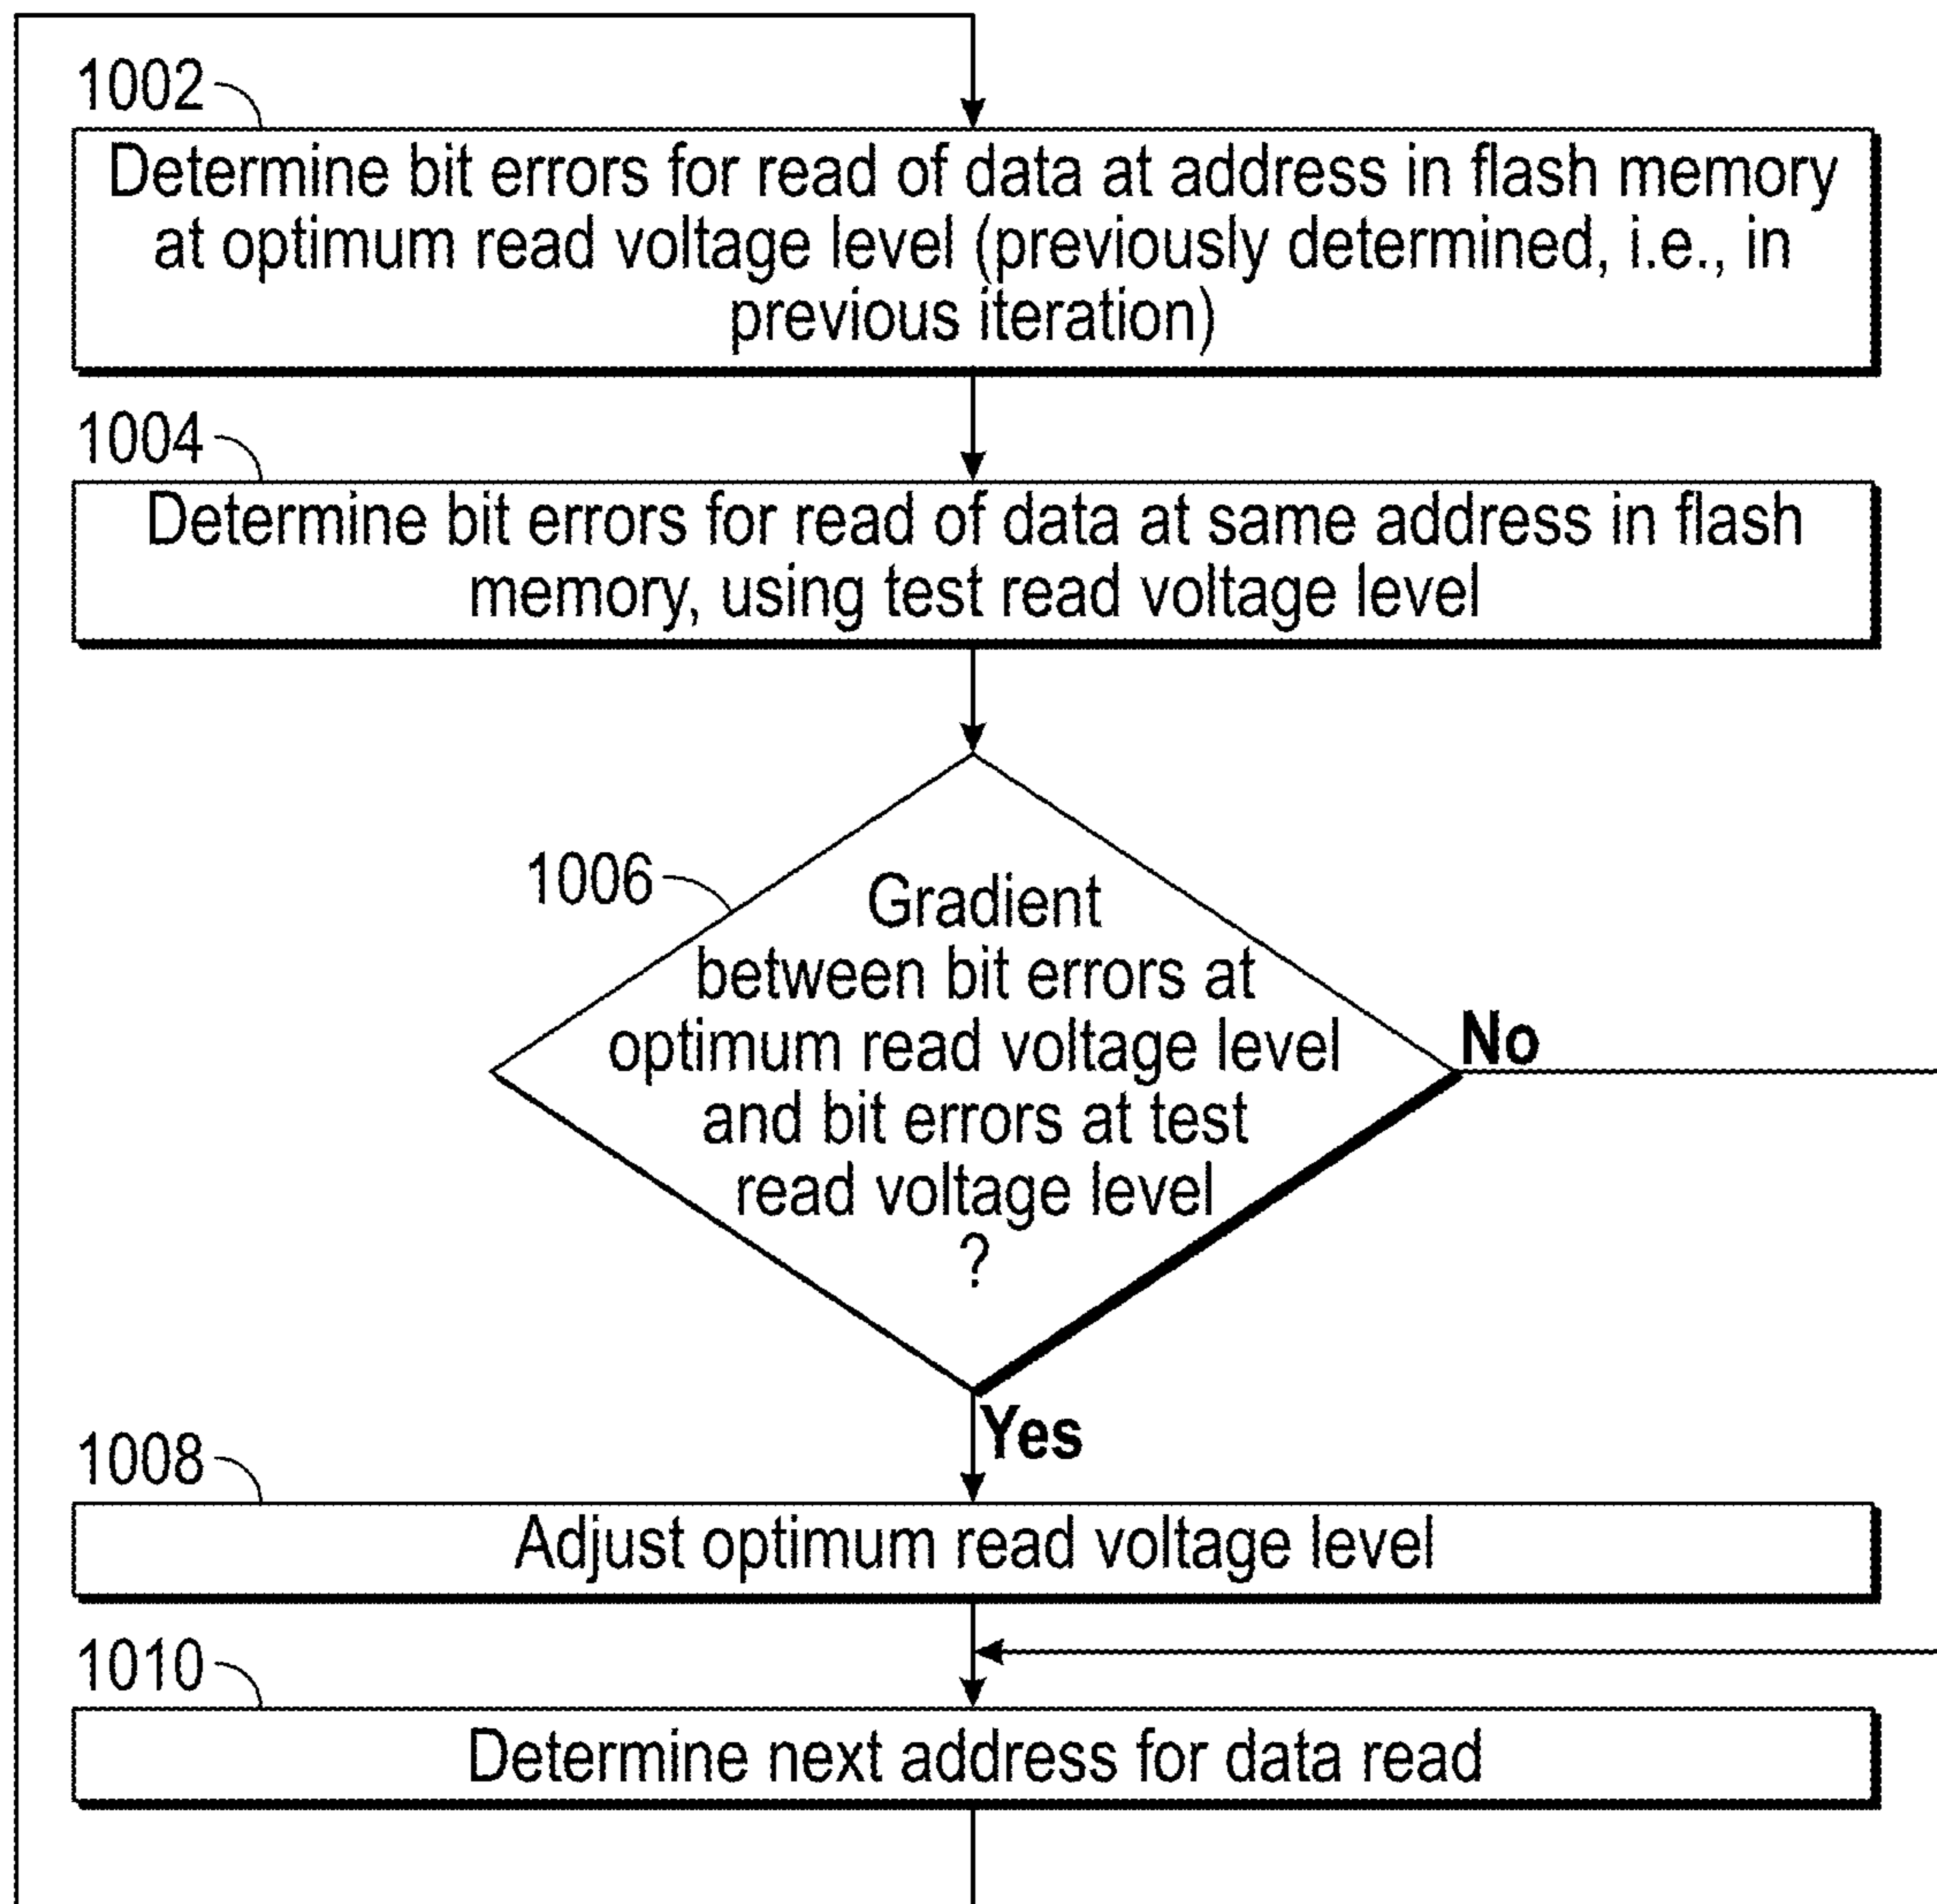 1002
Determine bit errors for read of data at address in flash memory
at optimum read voltage level (previously determined, i.e., in
previous iteration)
1004
Determine bit errors for read of data at same address in flash
memory, using test read voltage level
1006
Gradient
between bit errors at
optimum read voltage level
and bit errors at test
read voltage level
?
No
Yes
1008
Adjust optimum read voltage level
1010
Determine next address for data read